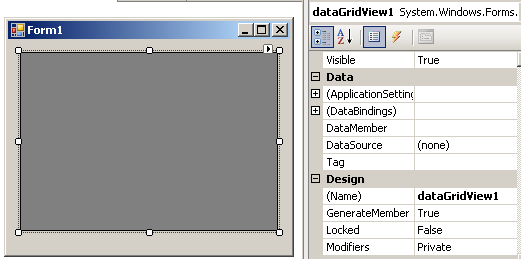 dataGridView1 System.Windows.Forms.
Form1
Visible True
Data
(ApplicationSetting
(DataBindings)
DataMember
DataSource (none)
Tag
Design
(Name) dataGridView1
GenerateMember True
Locked False
Modifiers Private